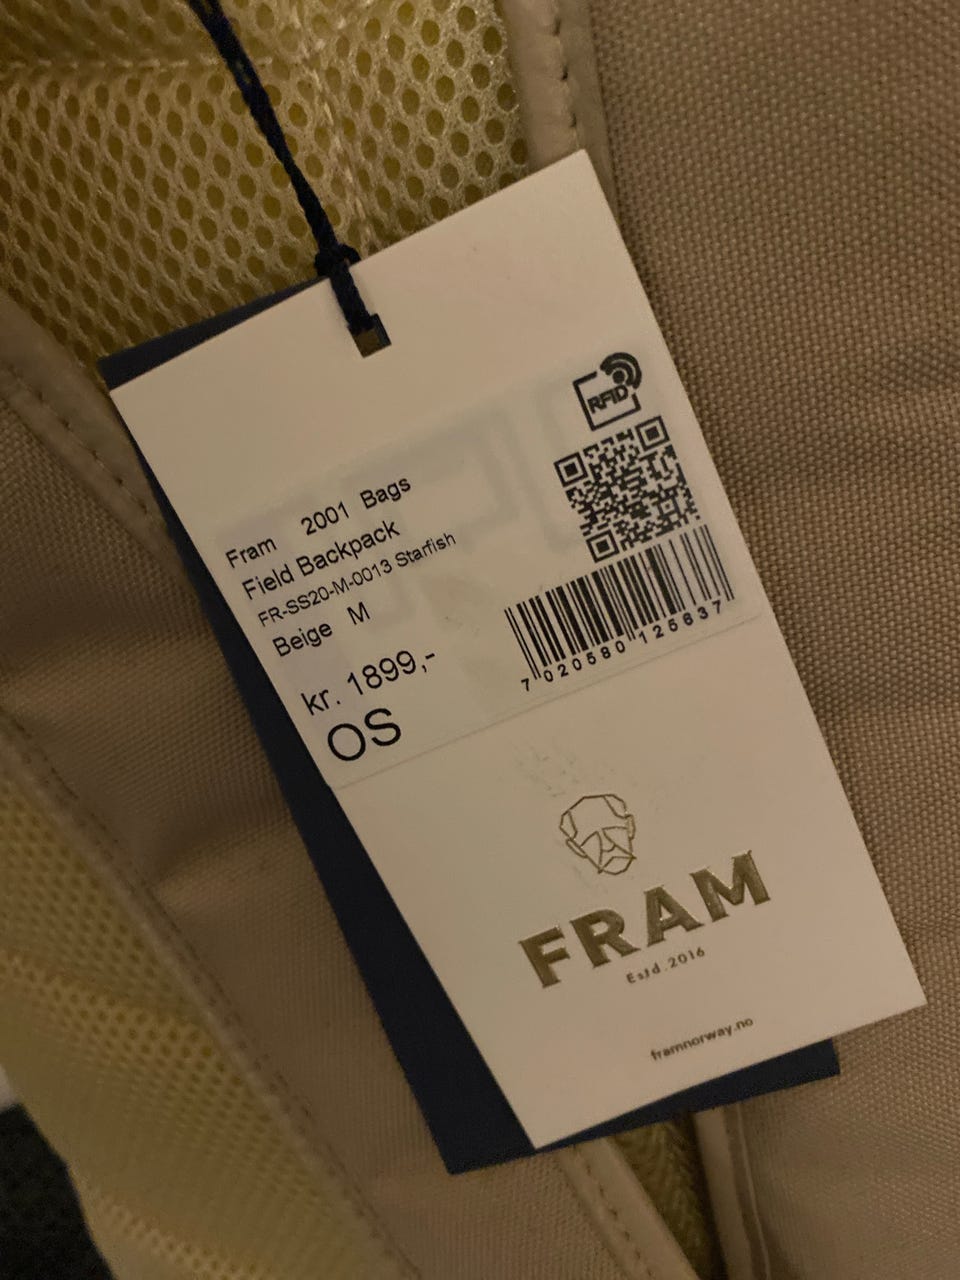 RFID
Fram 2001 Bags
Field Backpack
FR-SS20-M-0013 Starfish
Beige M
kr. 1899,-
OS
7 020580 125637
FRAM
Estd. 2016
framnorway.no